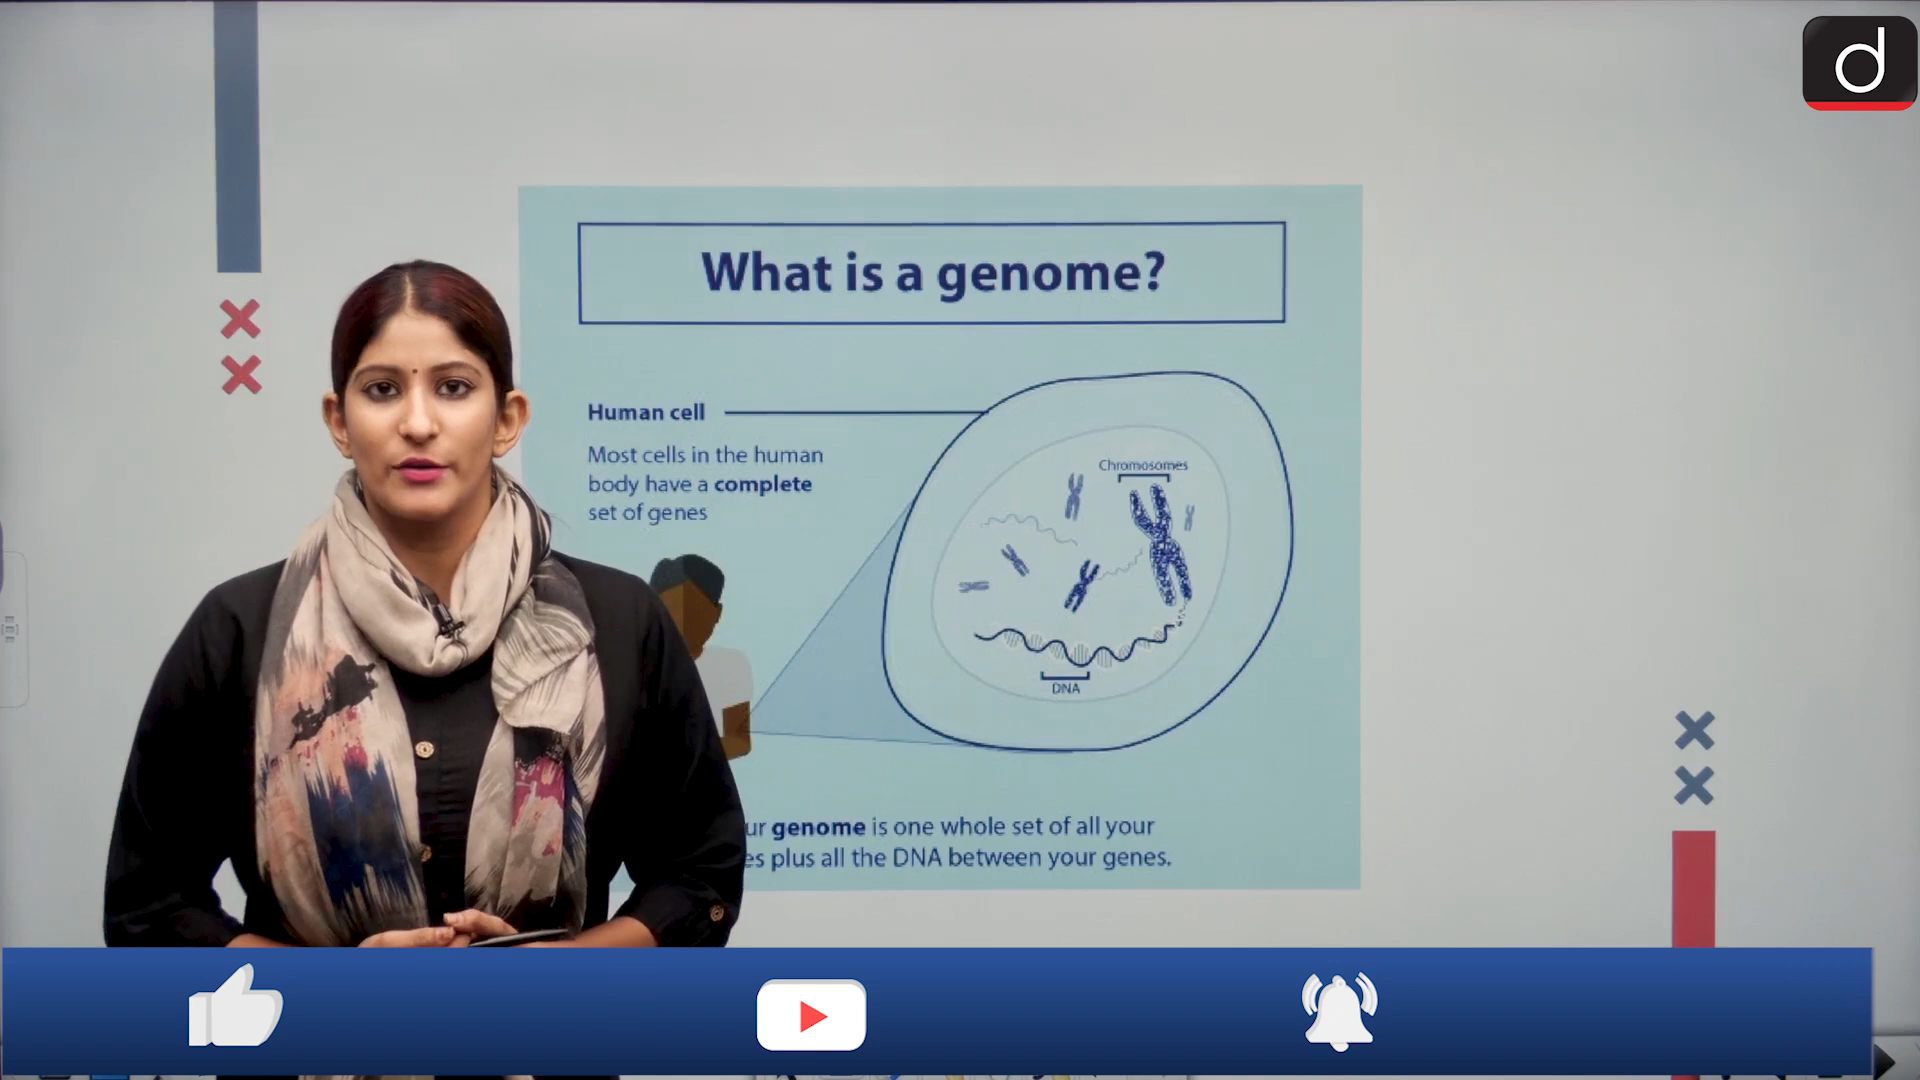 d
What is a genome?
Human cell
Most cells in the human
body have a complete
set of genes
Chromosomes
DNA
ur genome is one whole set of all your
es plus all the DNA between your genes.